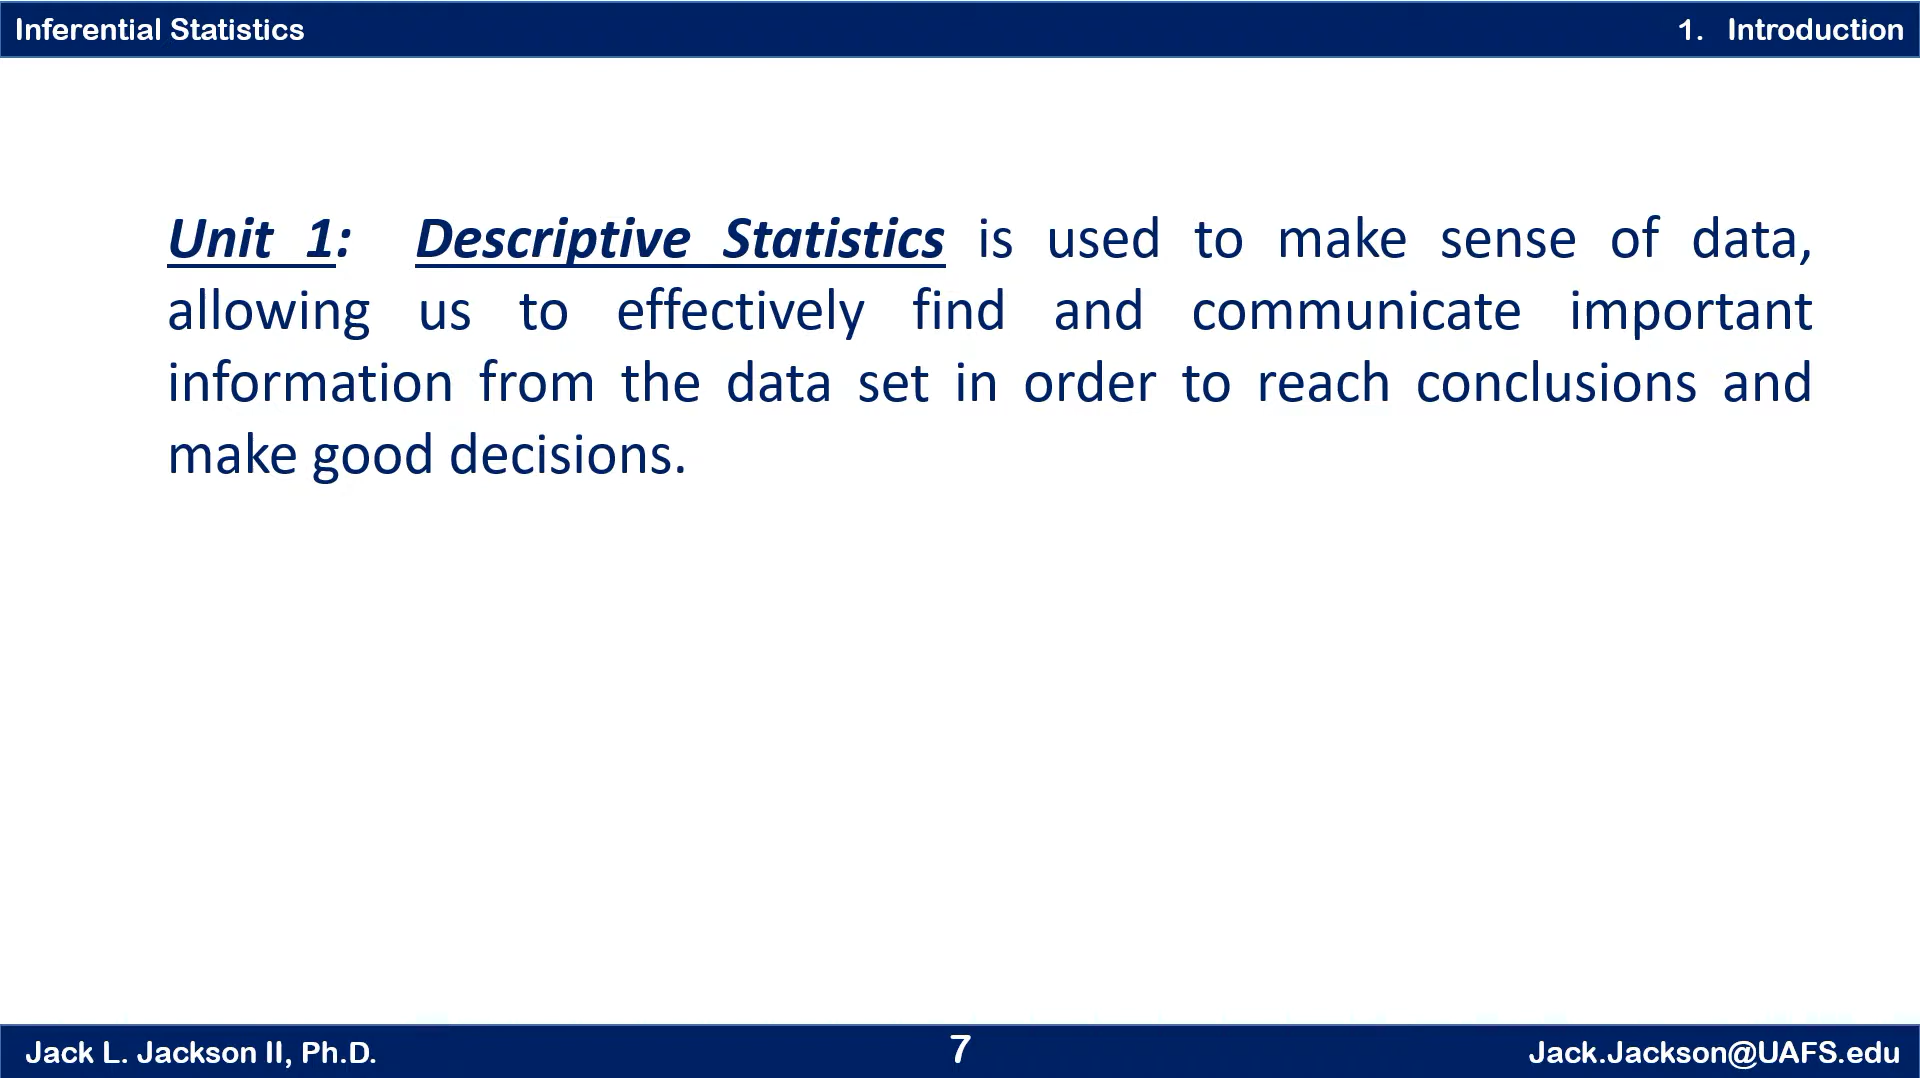 Inferential Statistics
1. Introduction
Unit 1: Descriptive Statistics is used to make sense of data,
allowing us to effectively find and communicate important
information from the data set in order to reach conclusions and
make good decisions.
Jack L. Jackson II, Ph.D.
7
Jack.Jackson@UAFS.edu